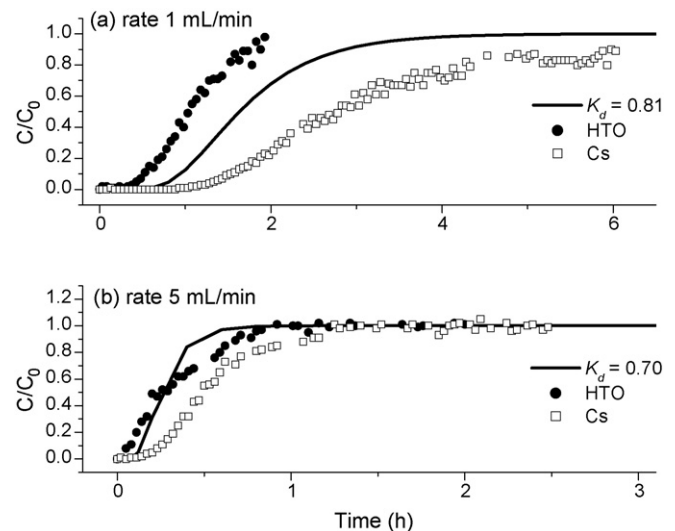 (a) rate 1 mL/min
1.0
0.8
0.6
0.4
0.2
0.0
C/C0
K_d = 0.81
HTO
Cs
0 2 4 6
(b) rate 5 mL/min
1.2
1.0
0.8
0.6
0.4
0.2
0.0
C/C0
K_d = 0.70
HTO
Cs
0 1 2 3
Time (h)